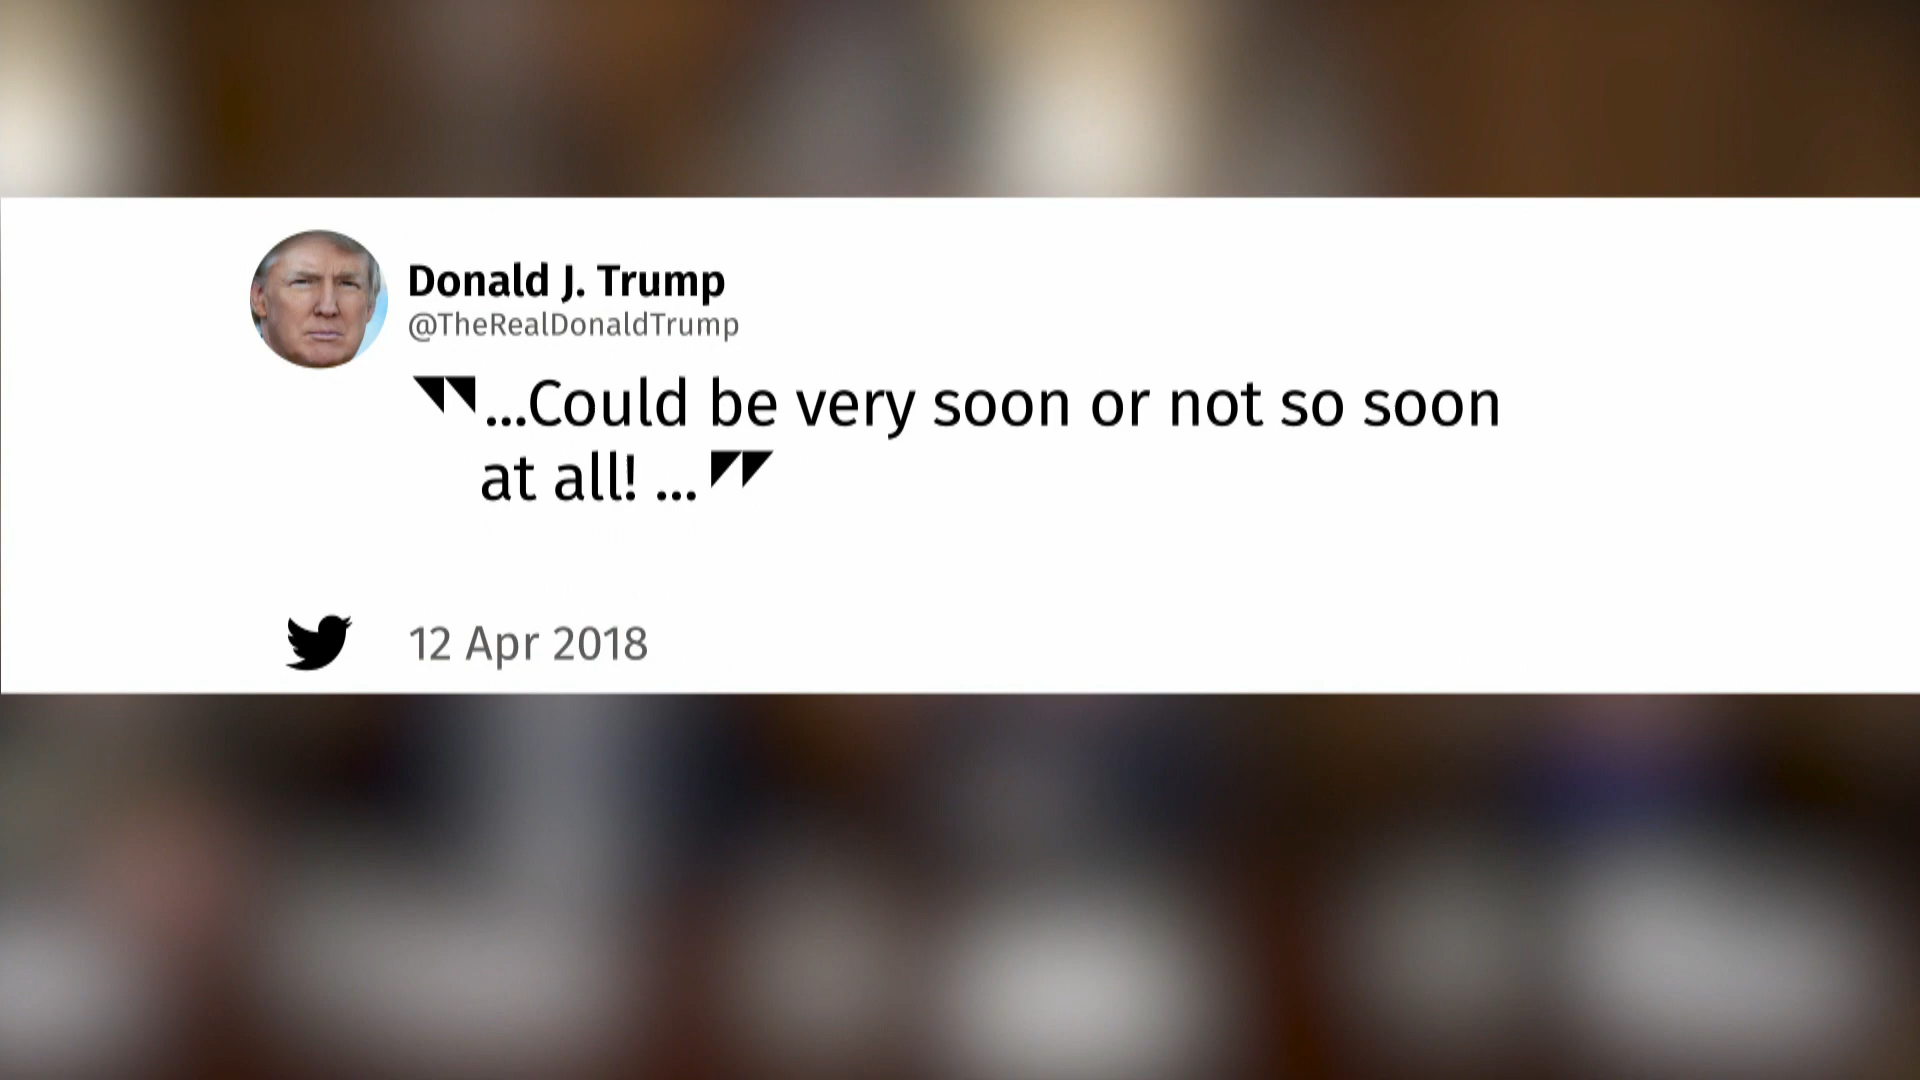 Donald J. Trump
@TheRealDonaldTrump
"...Could be very soon or not so soon
at all! ..."
12 Apr 2018